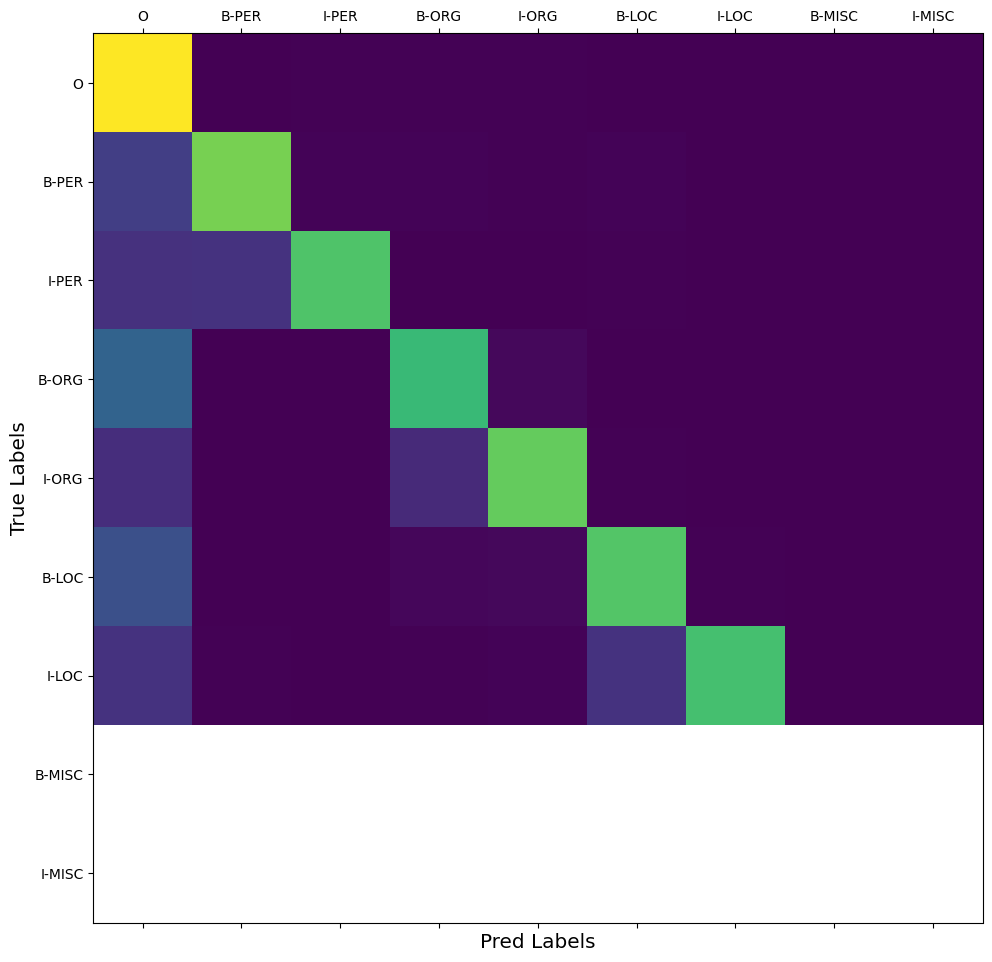 O B-PER I-PER B-ORG I-ORG B-LOC I-LOC B-MISC I-MISC
True Labels
O
B-PER
I-PER
B-ORG
I-ORG
B-LOC
I-LOC
B-MISC
I-MISC
Pred Labels